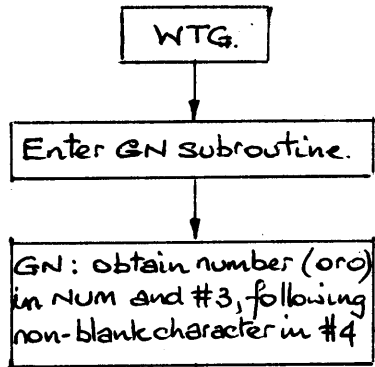 WTG.
Enter GN subroutine.
GN: obtain number (or 0)
in NUM and #3, following
non-blank character in #4